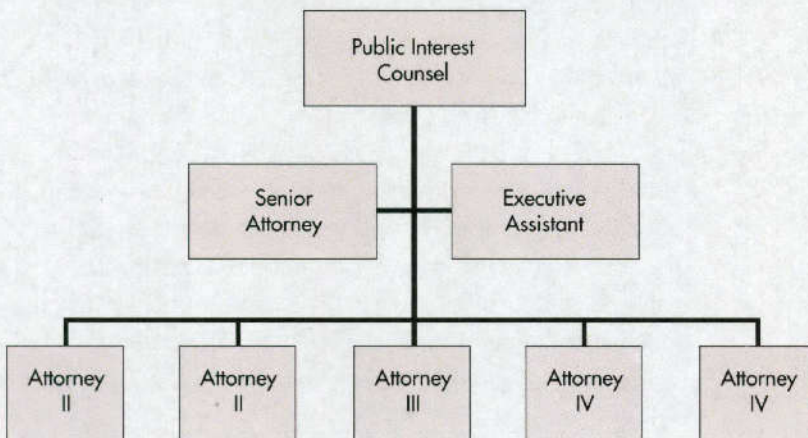 Public Interest
Counsel
Senior
Attorney
Executive
Assistant
Attorney
II
Attorney
II
Attorney
III
Attorney
IV
Attorney
IV